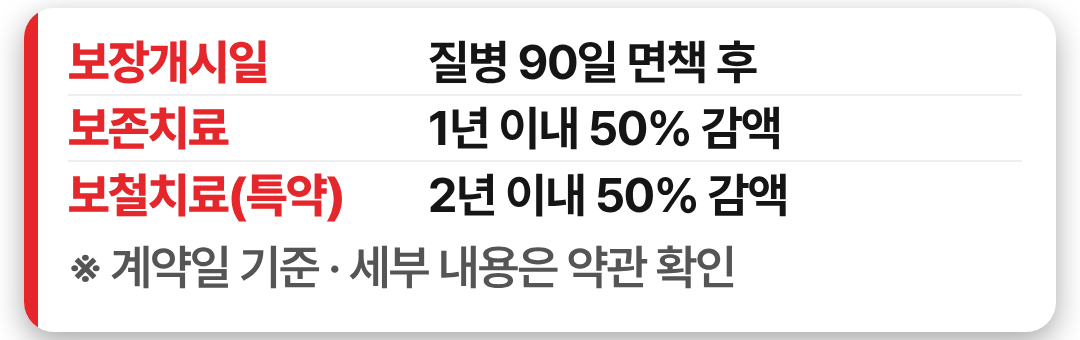 보장개시일 질병 90일 면책 후
보존치료 1년 이내 50% 감액
보철치료(특약) 2년 이내 50% 감액
※ 계약일 기준 · 세부 내용은 약관 확인